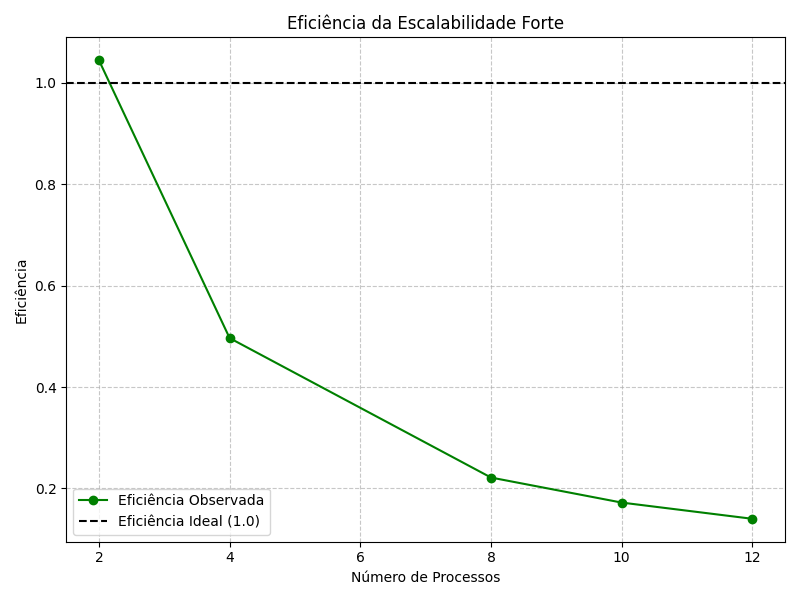 Eficiência da Escalabilidade Forte
Eficiência
1.0
0.8
0.6
0.4
0.2
Eficiência Observada
Eficiência Ideal (1.0)
2 4 6 8 10 12
Número de Processos